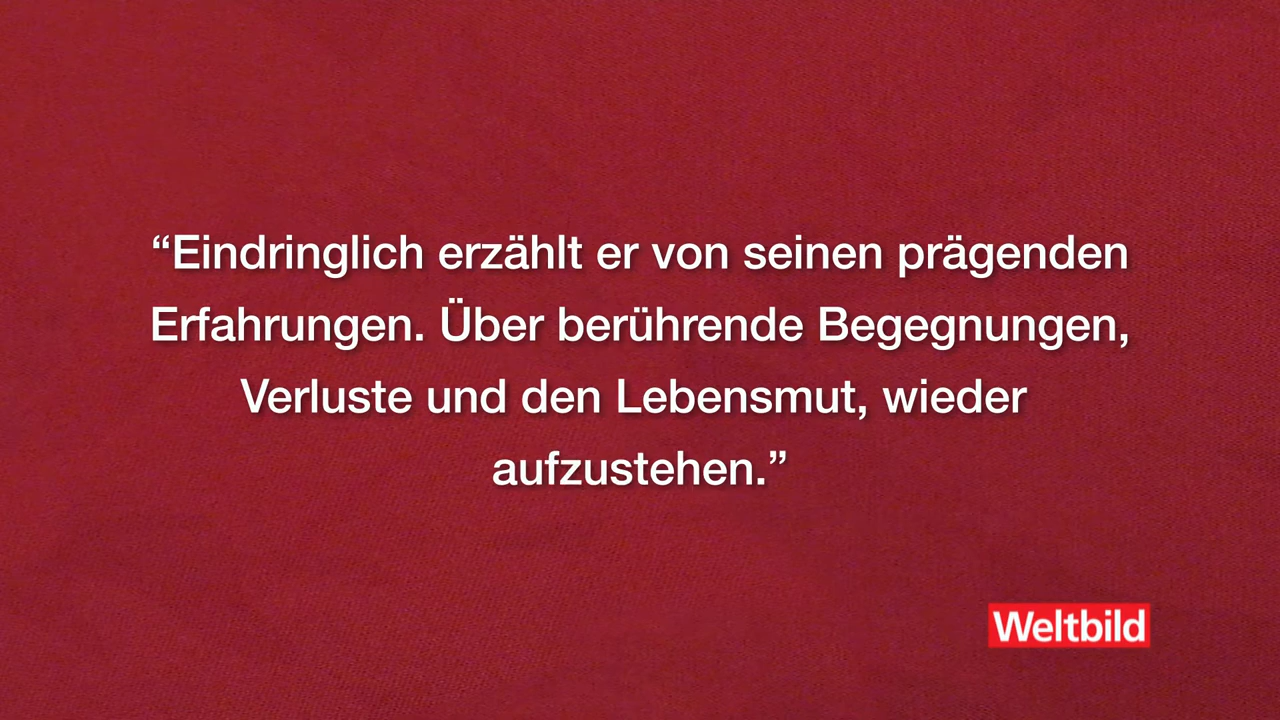 “Eindringlich erzählt er von seinen prägenden
Erfahrungen. Über berührende Begegnungen,
Verluste und den Lebensmut, wieder
aufzustehen.”
Weltbild